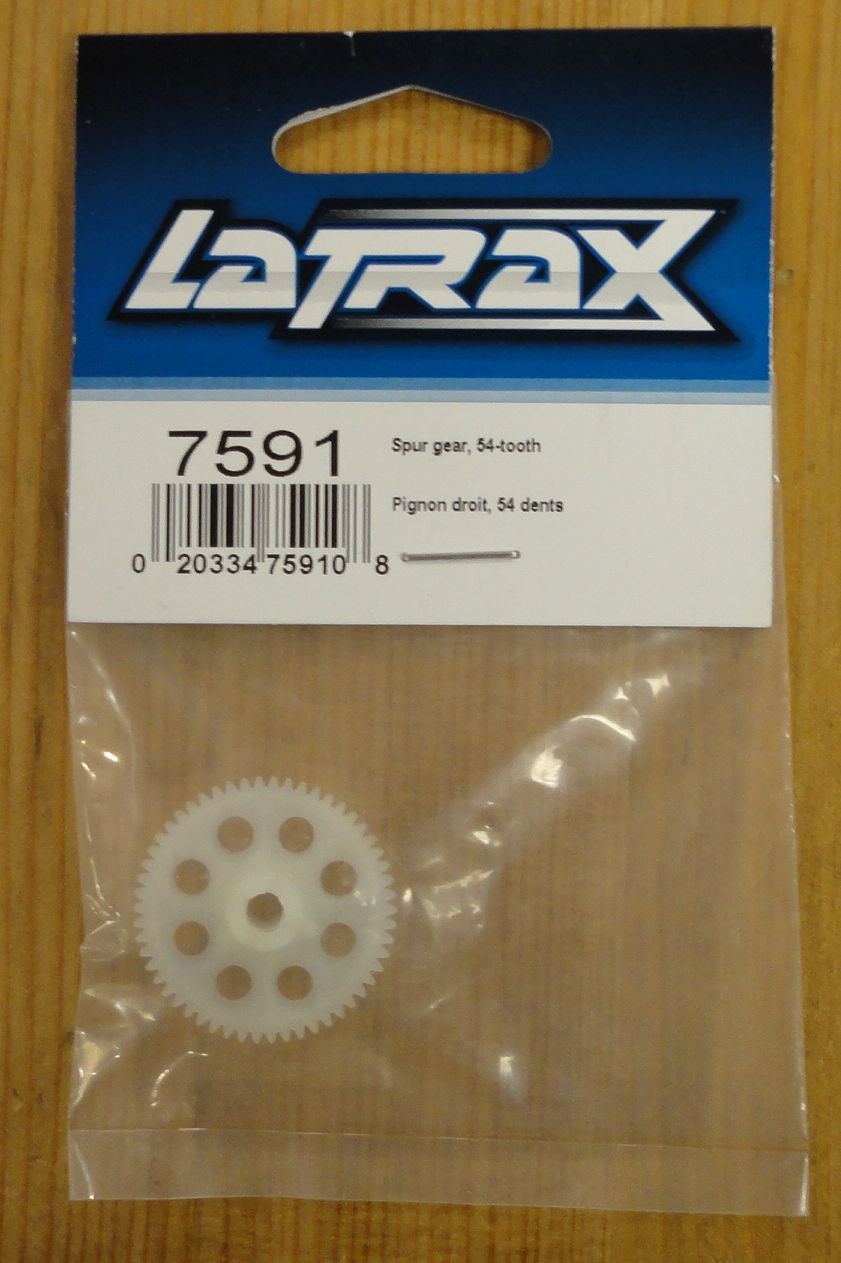 LaTRaX
7591
Spur gear, 54-tooth
Pignon droit, 54 dents
0 20334 75910 8